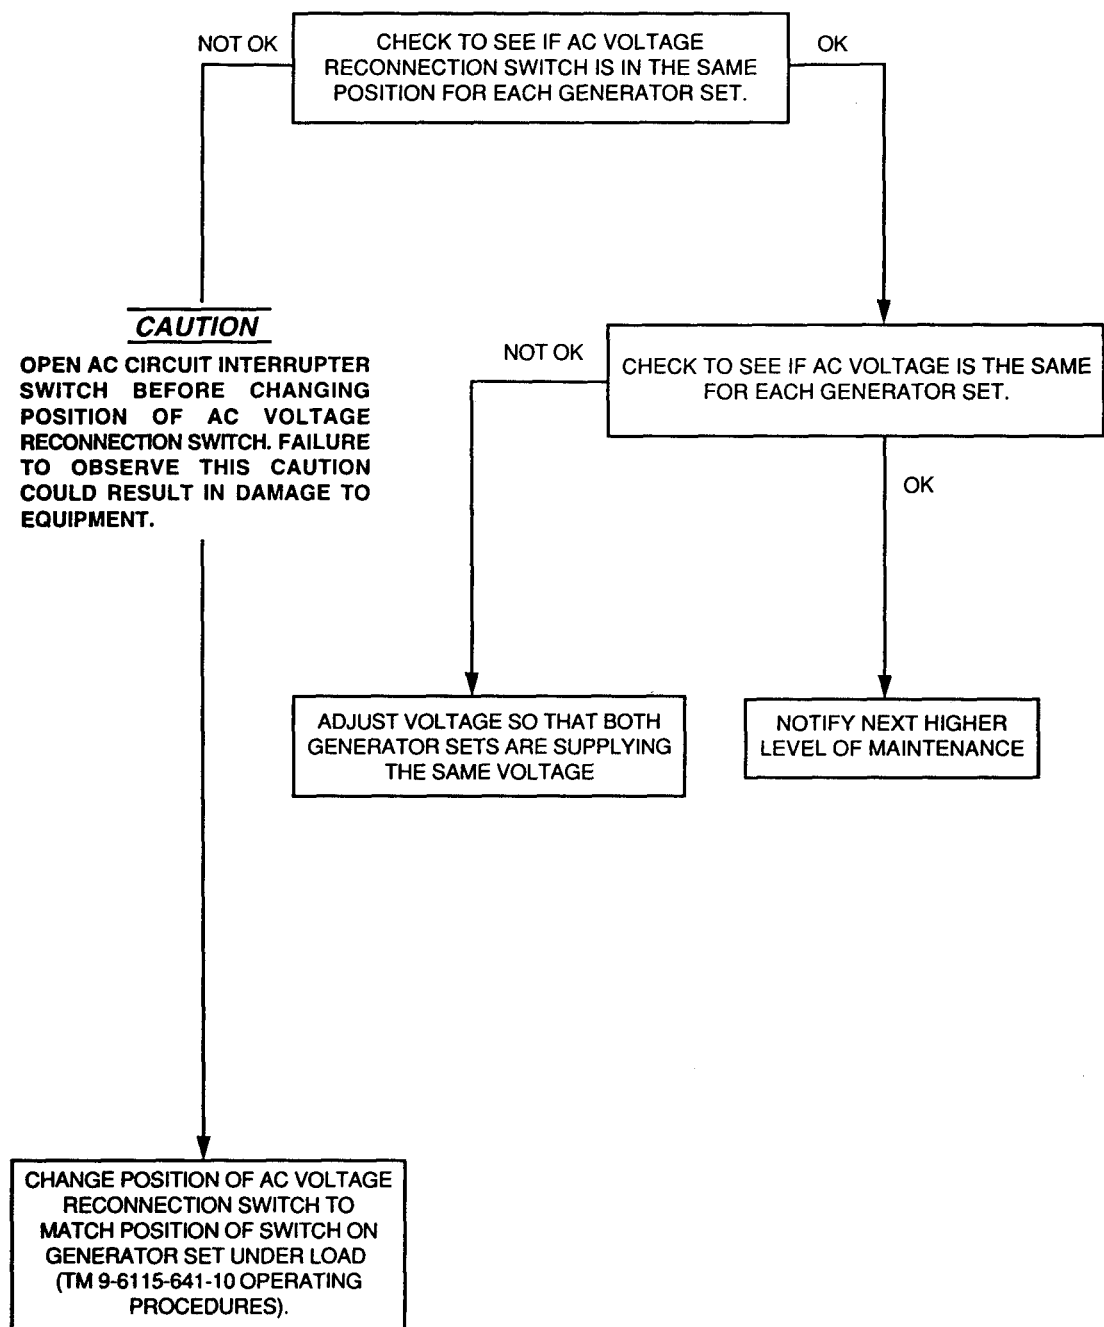 NOT OK
CHECK TO SEE IF AC VOLTAGE
RECONNECTION SWITCH IS IN THE SAME
POSITION FOR EACH GENERATOR SET.
OK
CAUTION
OPEN AC CIRCUIT INTERRUPTER
SWITCH BEFORE CHANGING
POSITION OF AC VOLTAGE
RECONNECTION SWITCH. FAILURE
TO OBSERVE THIS CAUTION
COULD RESULT IN DAMAGE TO
EQUIPMENT.
NOT OK
CHECK TO SEE IF AC VOLTAGE IS THE SAME
FOR EACH GENERATOR SET.
OK
ADJUST VOLTAGE SO THAT BOTH
GENERATOR SETS ARE SUPPLYING
THE SAME VOLTAGE
NOTIFY NEXT HIGHER
LEVEL OF MAINTENANCE
CHANGE POSITION OF AC VOLTAGE
RECONNECTION SWITCH TO
MATCH POSITION OF SWITCH ON
GENERATOR SET UNDER LOAD
(TM 9-6115-641-10 OPERATING
PROCEDURES).